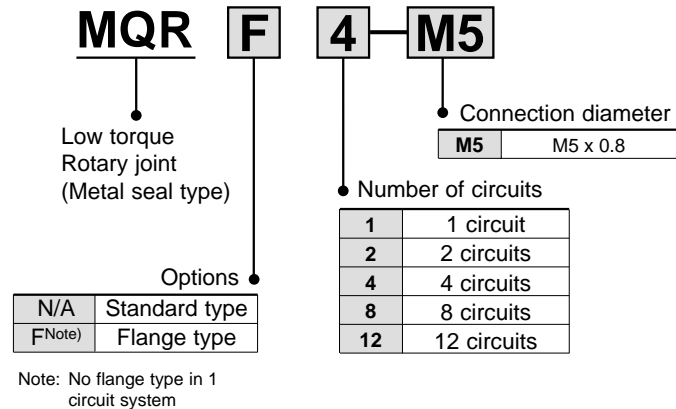 MQR F 4-M5
Low torque
Rotary joint
(Metal seal type)
Connection diameter
M5 M5 x 0.8
Number of circuits
1 1 circuit
2 2 circuits
4 4 circuits
8 8 circuits
12 12 circuits
Options
N/A Standard type
FNote) Flange type
Note: No flange type in 1
circuit system